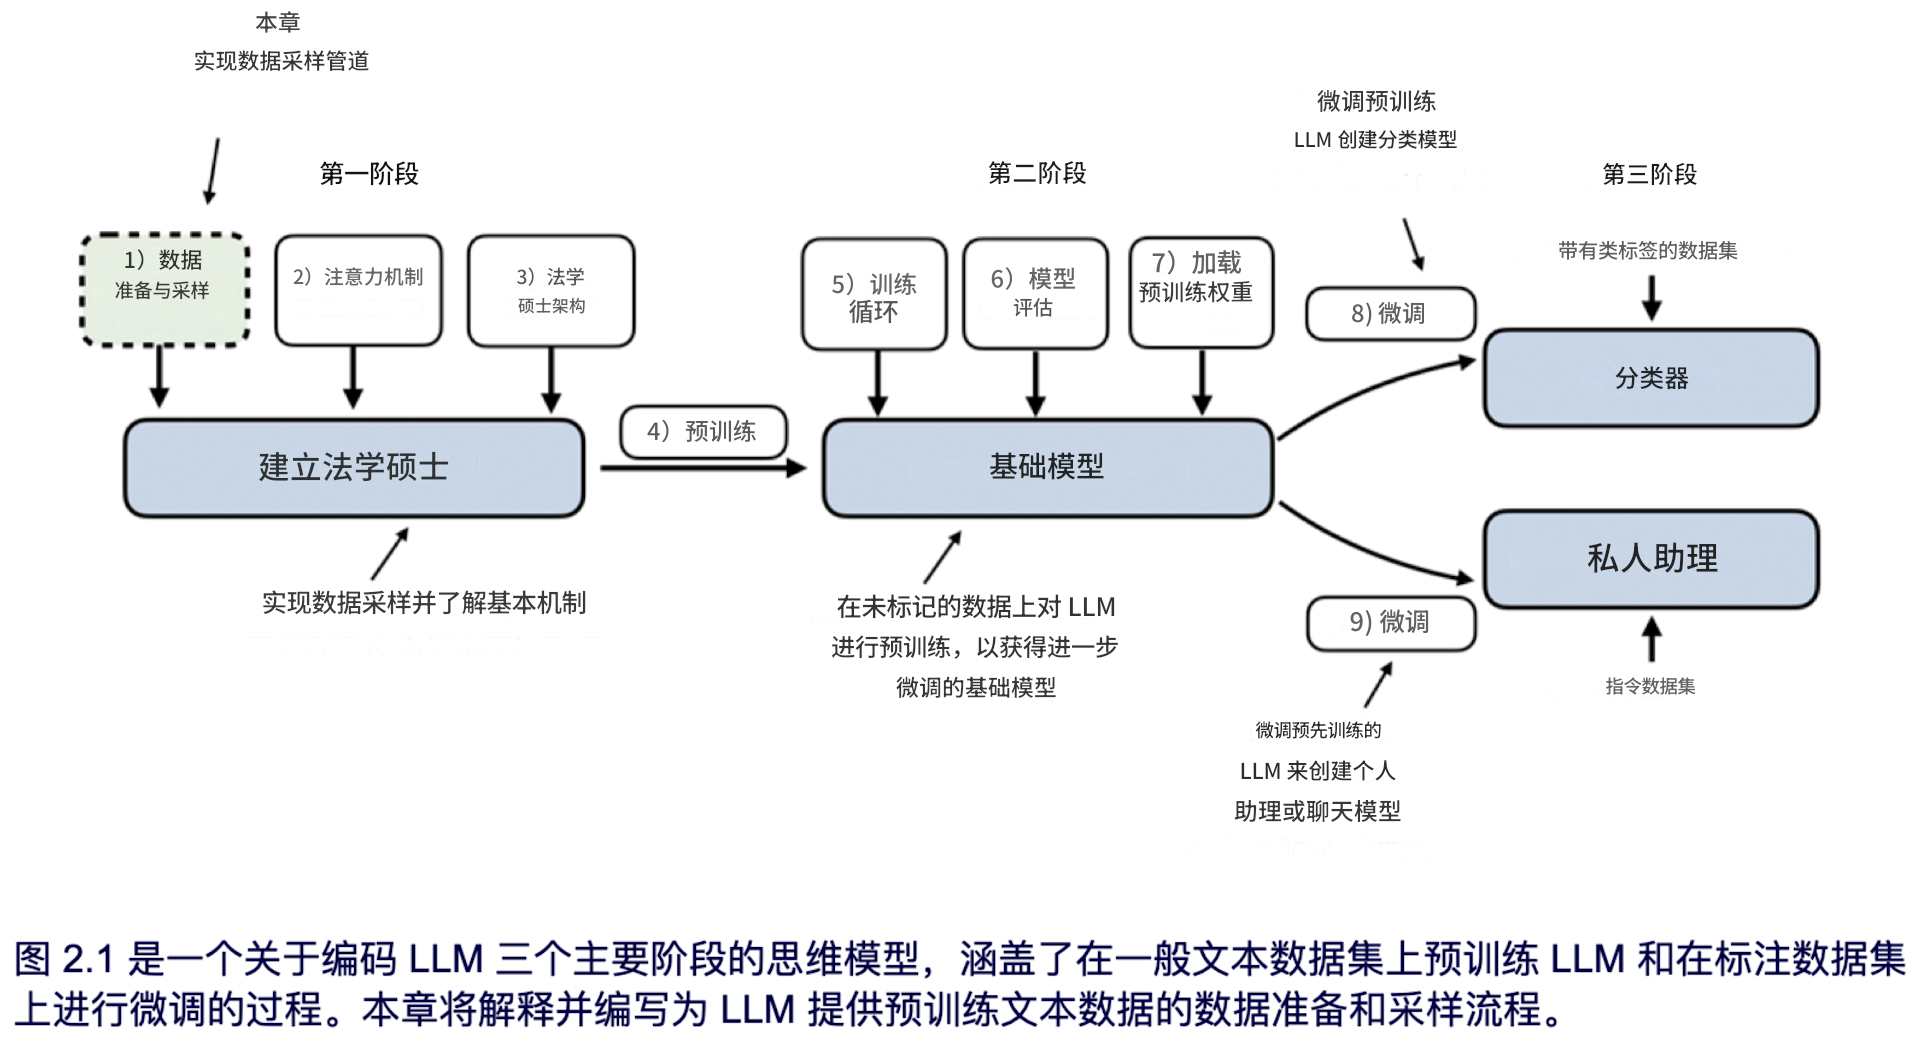 本章
实现数据采样管道
微调预训练
LLM 创建分类模型
第一阶段
第二阶段
第三阶段
1）数据
准备与采样
2）注意力机制
3）法学
硕士架构
5）训练
循环
6）模型
评估
7）加载
预训练权重
8) 微调
带有类标签的数据集
分类器
4）预训练
建立法学硕士
基础模型
私人助理
9) 微调
指令数据集
实现数据采样并了解基本机制
在未标记的数据上对 LLM
进行预训练，以获得进一步
微调的基础模型
微调预先训练的
LLM 来创建个人
助理或聊天模型
图 2.1 是一个关于编码 LLM 三个主要阶段的思维模型，涵盖了在一般文本数据集上预训练 LLM 和在标注数据集
上进行微调的过程。本章将解释并编写为 LLM 提供预训练文本数据的数据准备和采样流程。